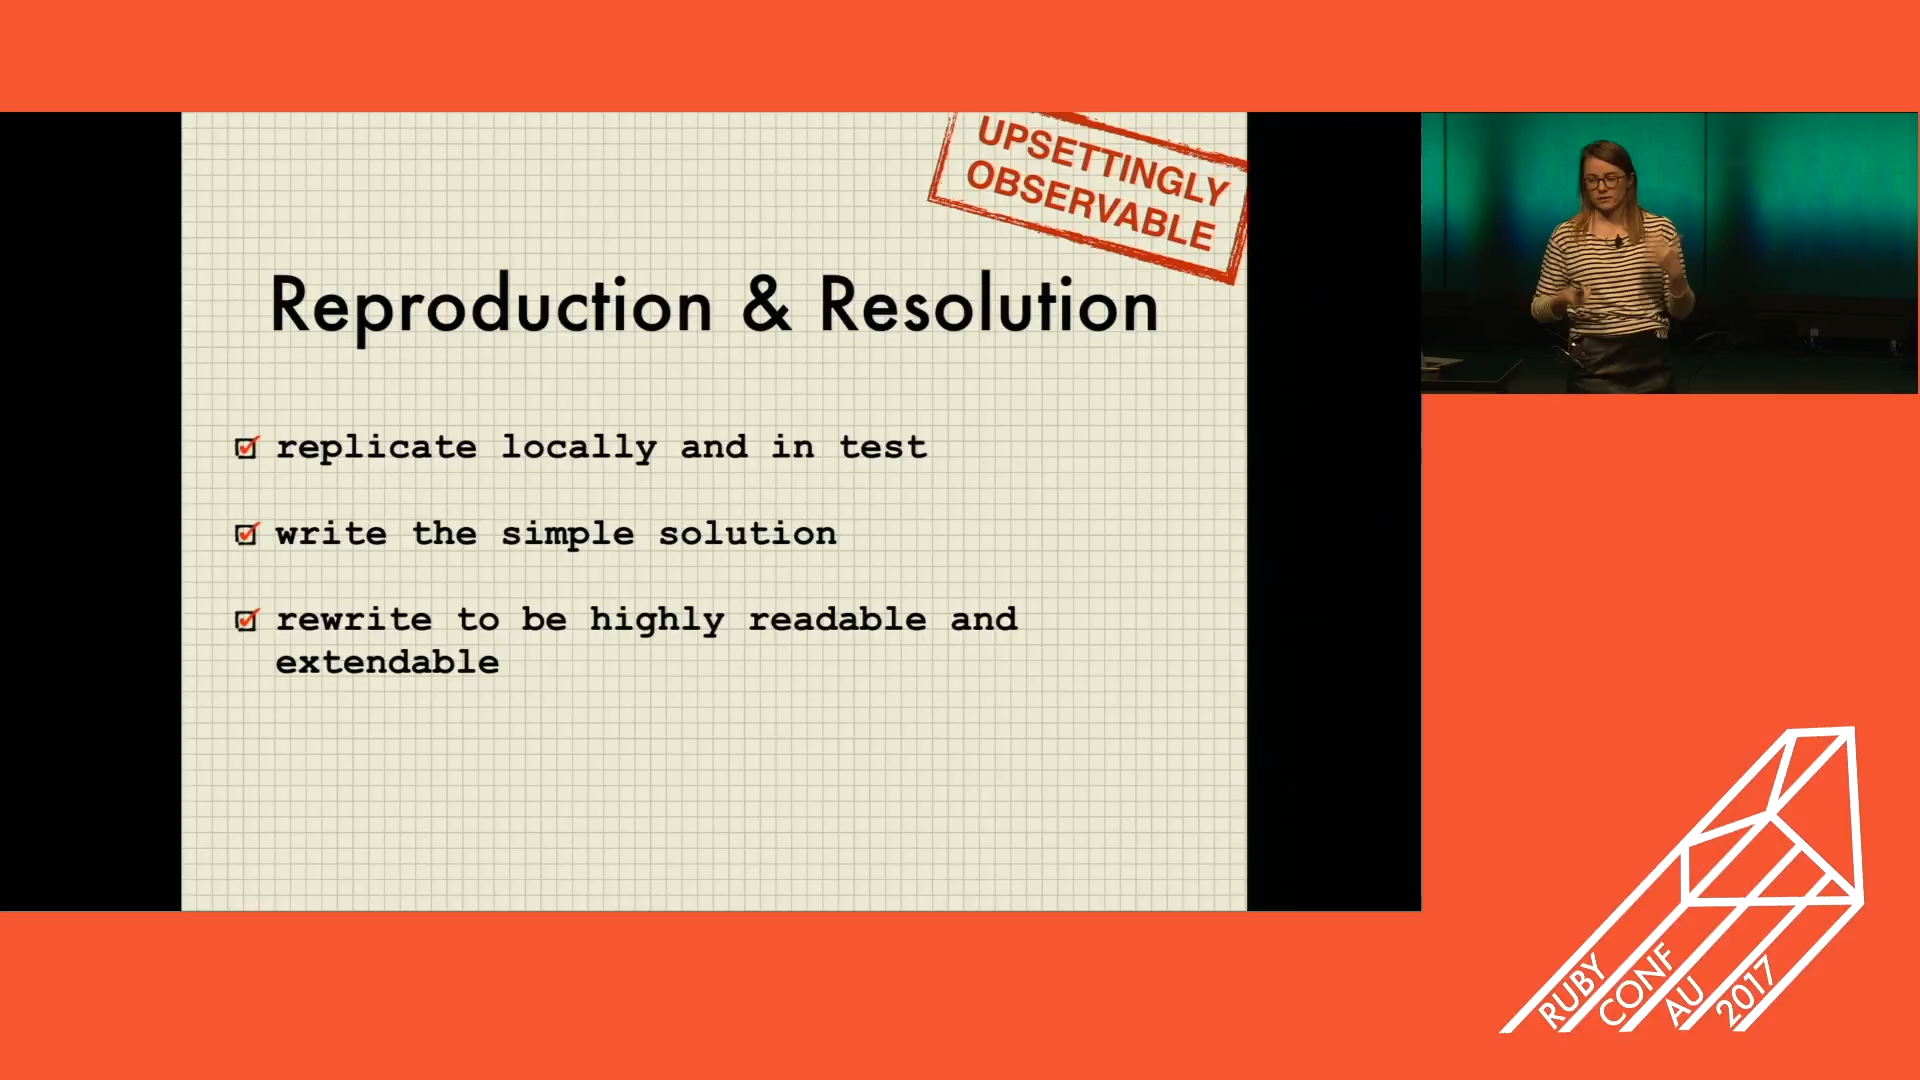 UPSETTINGLY
OBSERVABLE
Reproduction & Resolution
replicate locally and in test
write the simple solution
rewrite to be highly readable and
extendable
RUBY
CONF
AU
2017